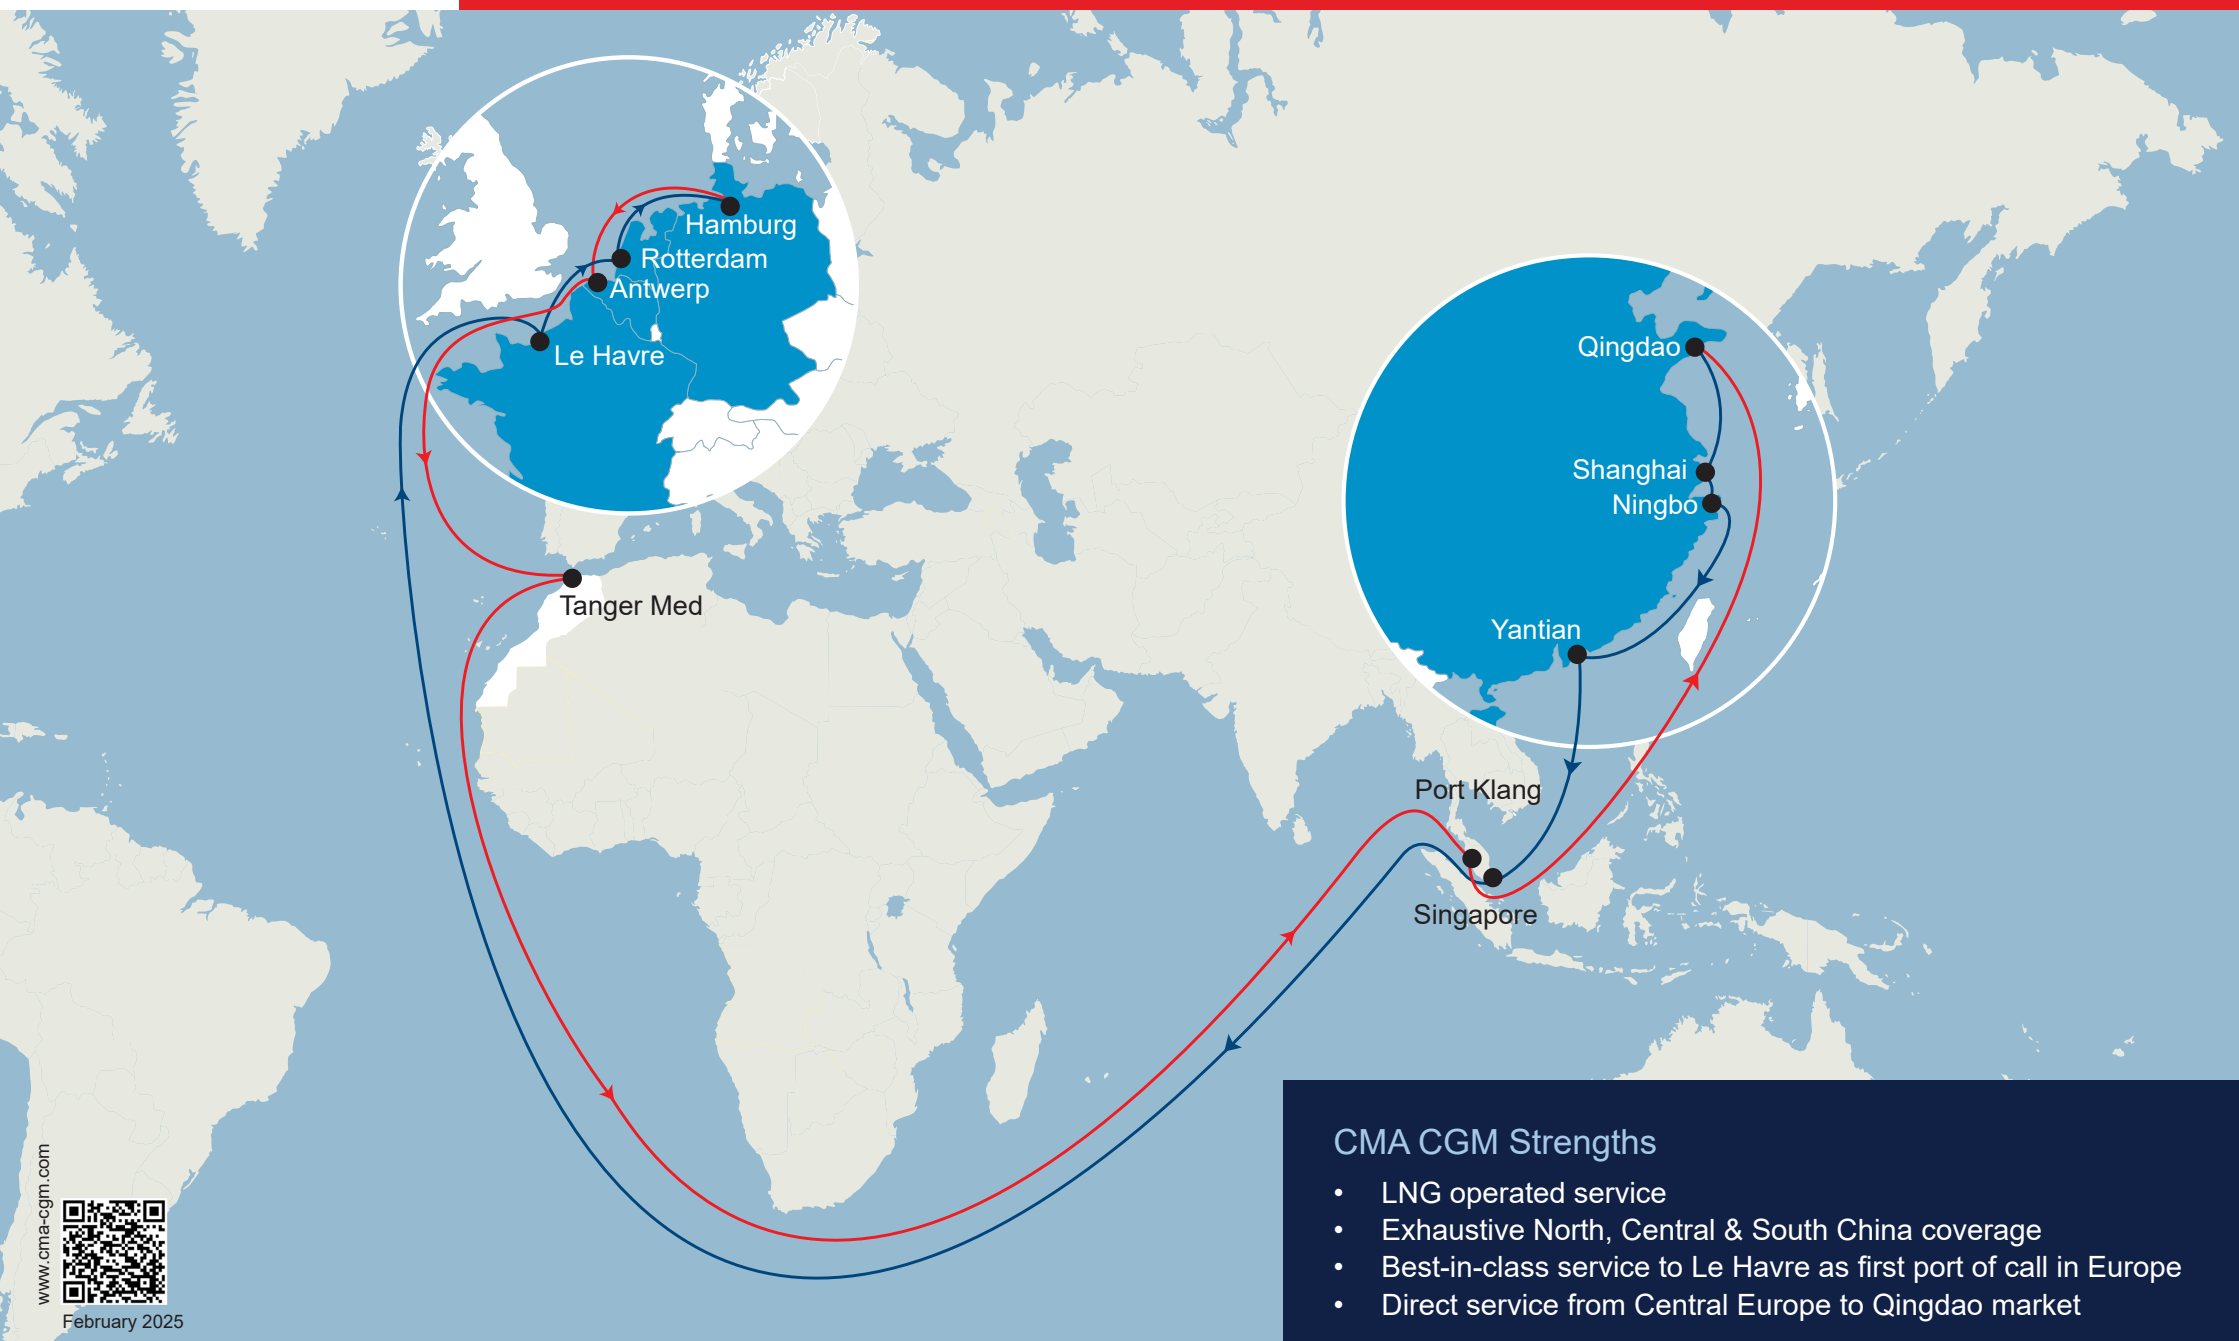 Hamburg
Rotterdam
Antwerp
Le Havre
Tanger Med
Qingdao
Shanghai
Ningbo
Yantian
Port Klang
Singapore
CMA CGM Strengths
• LNG operated service
• Exhaustive North, Central & South China coverage
• Best-in-class service to Le Havre as first port of call in Europe
• Direct service from Central Europe to Qingdao market
www.cma-cgm.com
February 2025